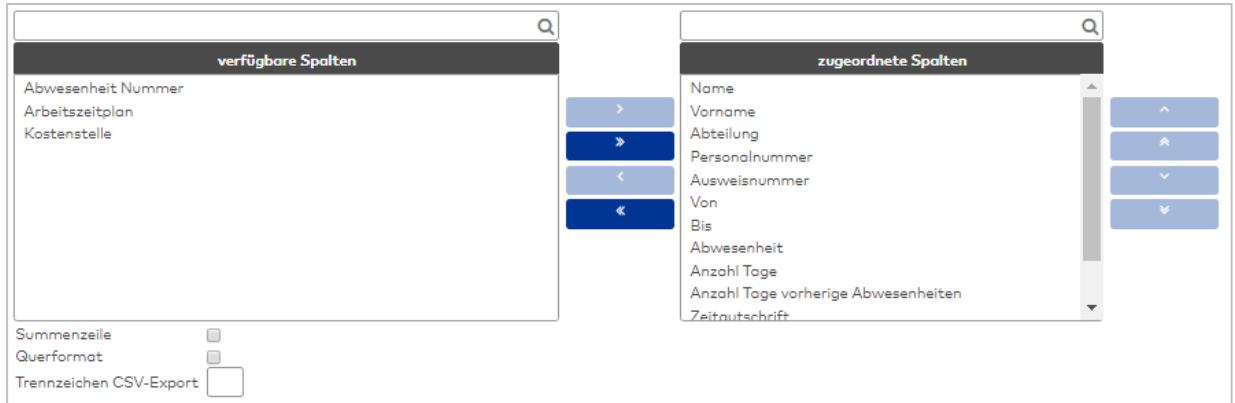 verfügbare Spalten
Abwesenheit Nummer
Arbeitszeitplan
Kostenstelle
zugeordnete Spalten
Name
Vorname
Abteilung
Personalnummer
Ausweisnummer
Von
Bis
Abwesenheit
Anzahl Tage
Anzahl Tage vorherige Abwesenheiten
Zeitgutschrift
Summenzeile
Querformat
Trennzeichen CSV-Export